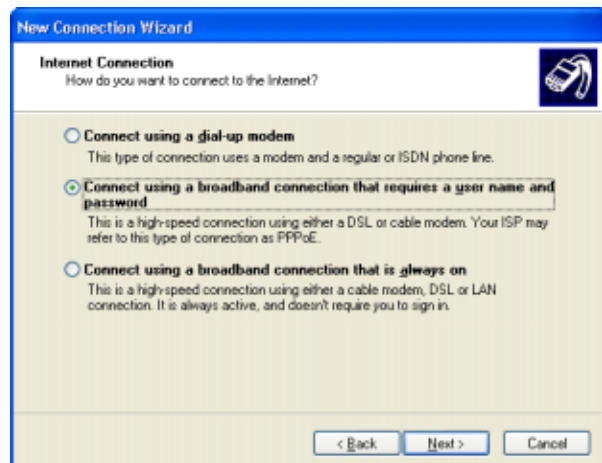 New Connection Wizard
Internet Connection
How do you want to connect to the Internet?
Connect using a dial-up modem
This type of connection uses a modem and a regular or ISDN phone line.
Connect using a broadband connection that requires a user name and
password
This is a high-speed connection using either a DSL or cable modem. Your ISP may
refer to this type of connection as PPPoE.
Connect using a broadband connection that is always on
This is a high-speed connection using either a cable modem, DSL or LAN
connection. It is always active, and doesn't require you to sign in.
< Back Next > Cancel